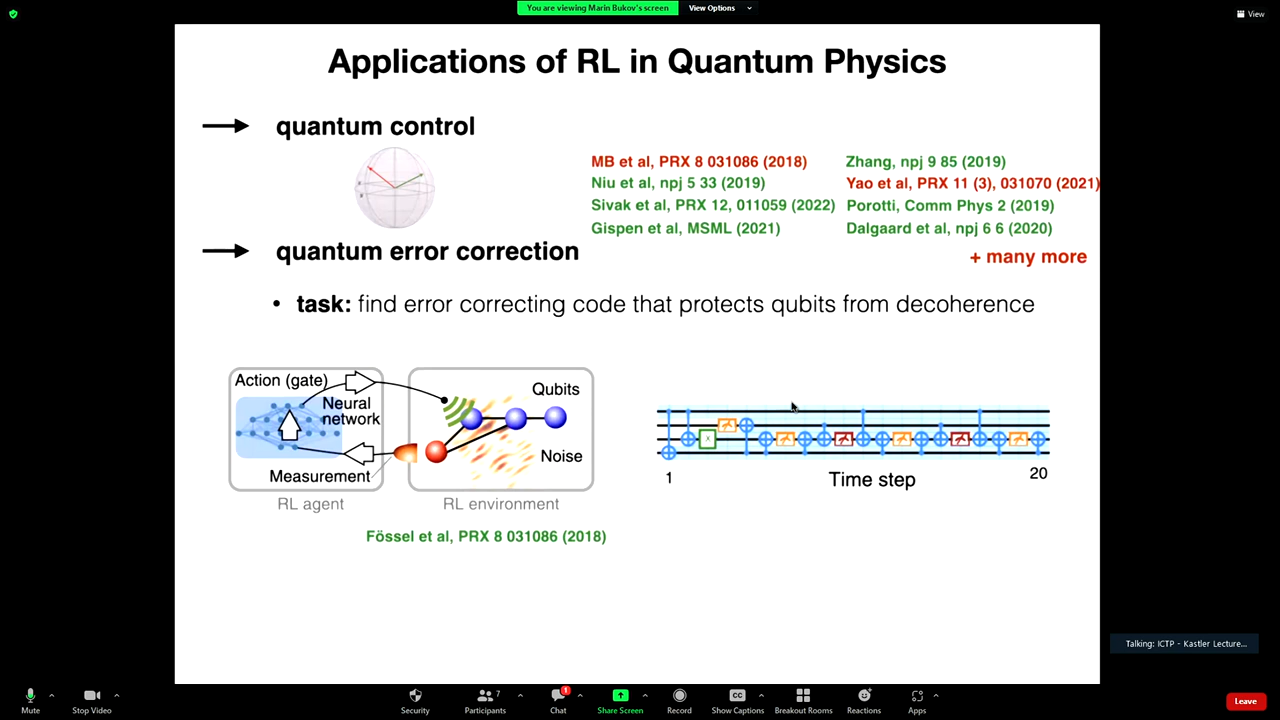 You are viewing Marin Bukov's screen
View Options
View
Applications of RL in Quantum Physics
quantum control
MB et al, PRX 8 031086 (2018)
Zhang, npj 9 85 (2019)
Niu et al, npj 5 33 (2019)
Yao et al, PRX 11 (3), 031070 (2021)
Sivak et al, PRX 12, 011059 (2022)
Porotti, Comm Phys 2 (2019)
Gispen et al, MSML (2021)
Dalgaard et al, npj 6 6 (2020)
quantum error correction
+ many more
• task: find error correcting code that protects qubits from decoherence
Action (gate)
Neural
network
Measurement
RL agent
Qubits
Noise
RL environment
X
1
Time step
20
Fössel et al, PRX 8 031086 (2018)
Talking: ICTP - Kastler Lecture...
Mute
Stop Video
Security
Participants
7
Chat
1
Share Screen
Record
CC
Show Captions
Breakout Rooms
Reactions
Apps
Leave